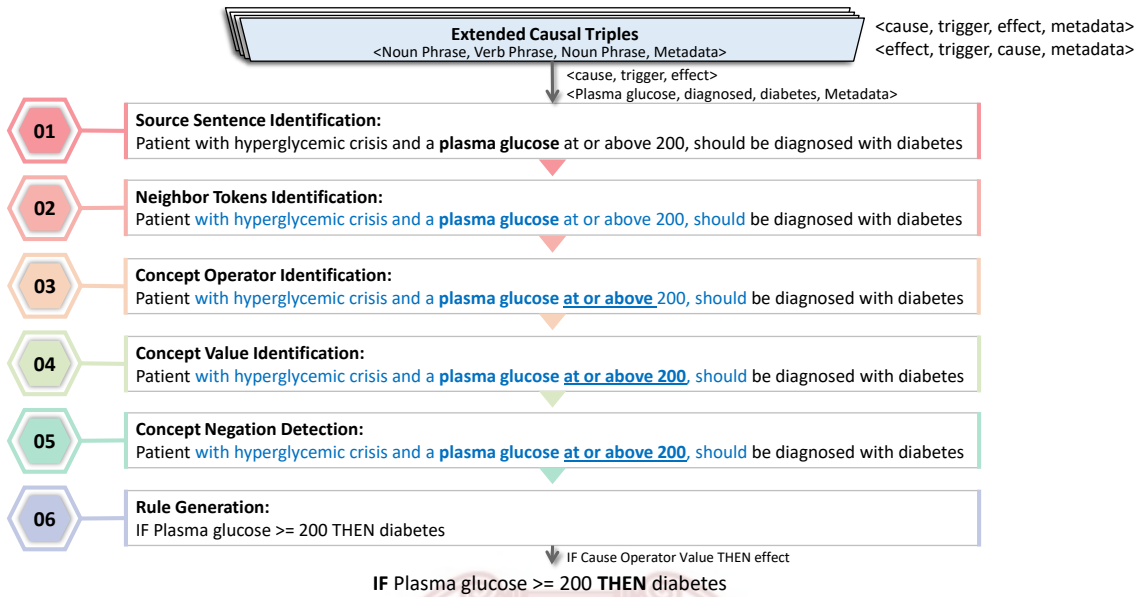 Extended Causal Triples
<Noun Phrase, Verb Phrase, Noun Phrase, Metadata>
<cause, trigger, effect, metadata>
<effect, trigger, cause, metadata>
<cause, trigger, effect>
<Plasma glucose, diagnosed, diabetes, Metadata>
01
Source Sentence Identification:
Patient with hyperglycemic crisis and a plasma glucose at or above 200, should be diagnosed with diabetes
02
Neighbor Tokens Identification:
Patient with hyperglycemic crisis and a plasma glucose at or above 200, should be diagnosed with diabetes
03
Concept Operator Identification:
Patient with hyperglycemic crisis and a plasma glucose at or above 200, should be diagnosed with diabetes
04
Concept Value Identification:
Patient with hyperglycemic crisis and a plasma glucose at or above 200, should be diagnosed with diabetes
05
Concept Negation Detection:
Patient with hyperglycemic crisis and a plasma glucose at or above 200, should be diagnosed with diabetes
06
Rule Generation:
IF Plasma glucose >= 200 THEN diabetes
IF Cause Operator Value THEN effect
IF Plasma glucose >= 200 THEN diabetes